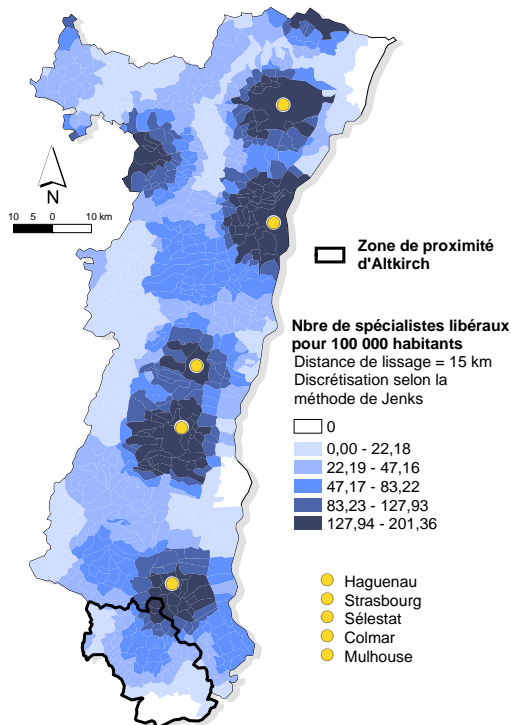 N
10 5 0 10 km
Zone de proximité
d'Altkirch
Nbre de spécialistes libéraux
pour 100 000 habitants
Distance de lissage = 15 km
Discrétisation selon la
méthode de Jenks
0
0,00 - 22,18
22,19 - 47,16
47,17 - 83,22
83,23 - 127,93
127,94 - 201,36
Haguenau
Strasbourg
Sélestat
Colmar
Mulhouse